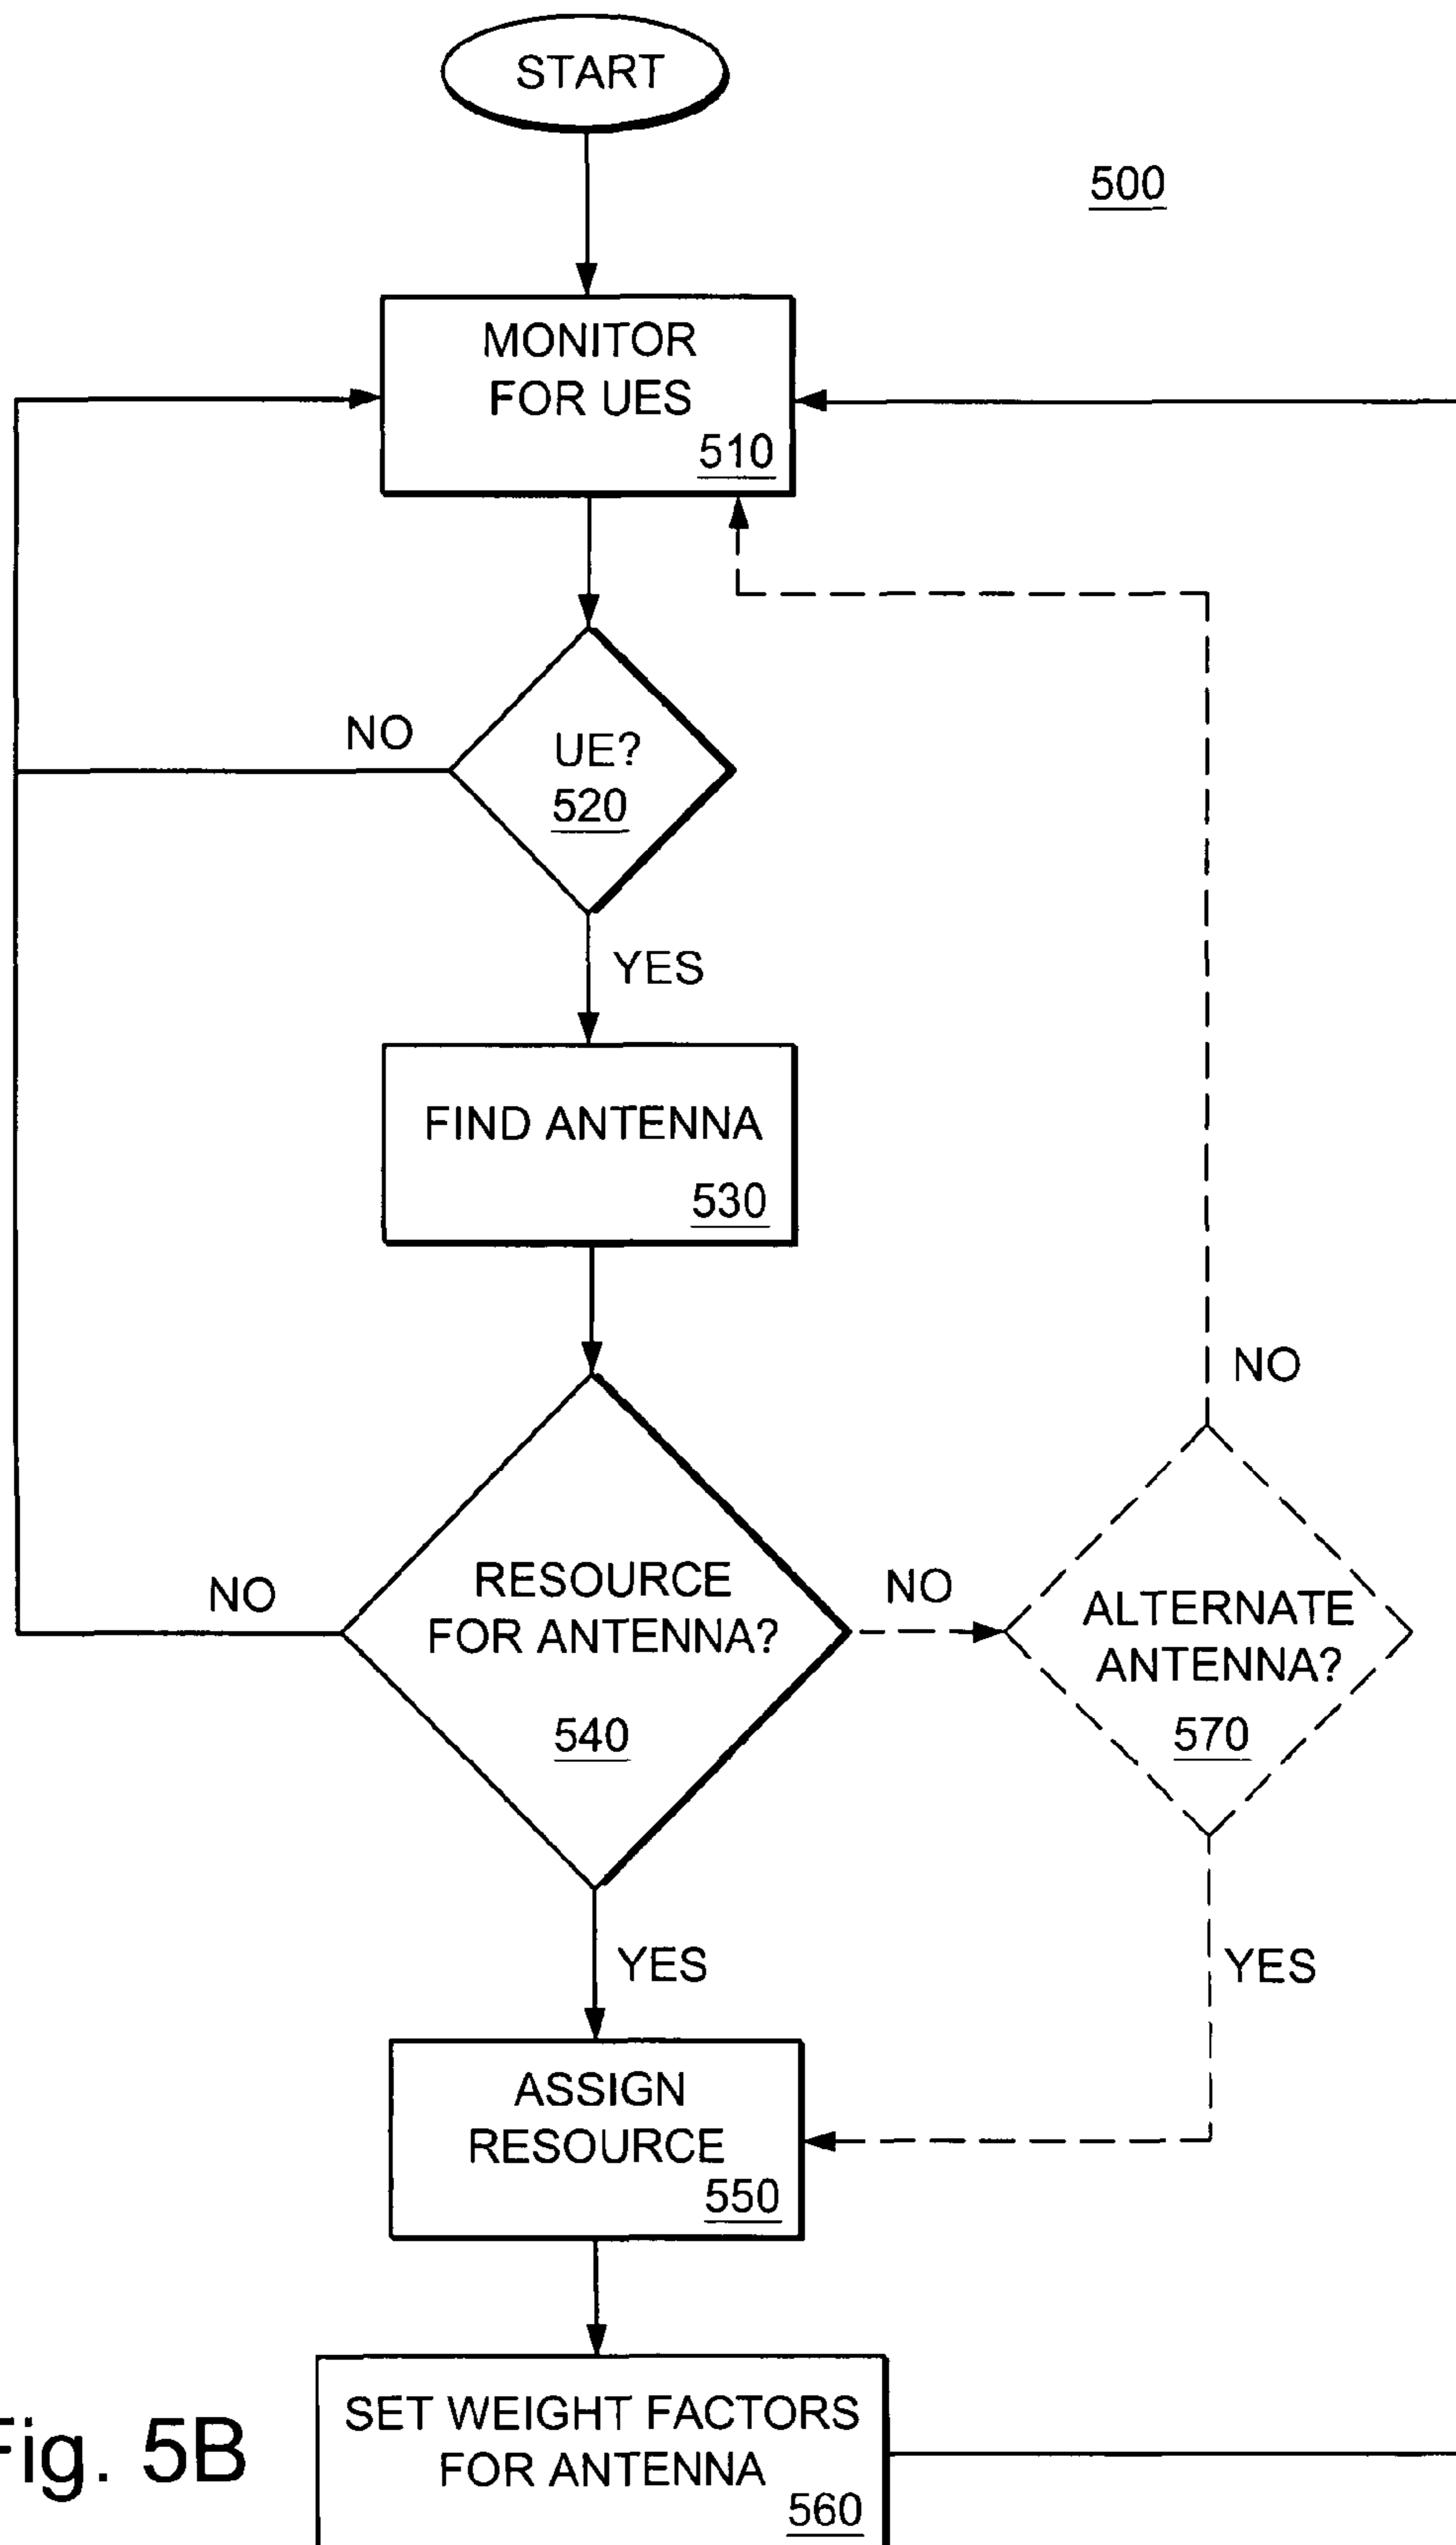 START
500
MONITOR
FOR UES
510
NO
UE?
520
YES
FIND ANTENNA
530
NO
RESOURCE
FOR ANTENNA?
540
NO
NO
ALTERNATE
ANTENNA?
570
YES
YES
ASSIGN
RESOURCE
550
SET WEIGHT FACTORS
FOR ANTENNA
560
Fig. 5B